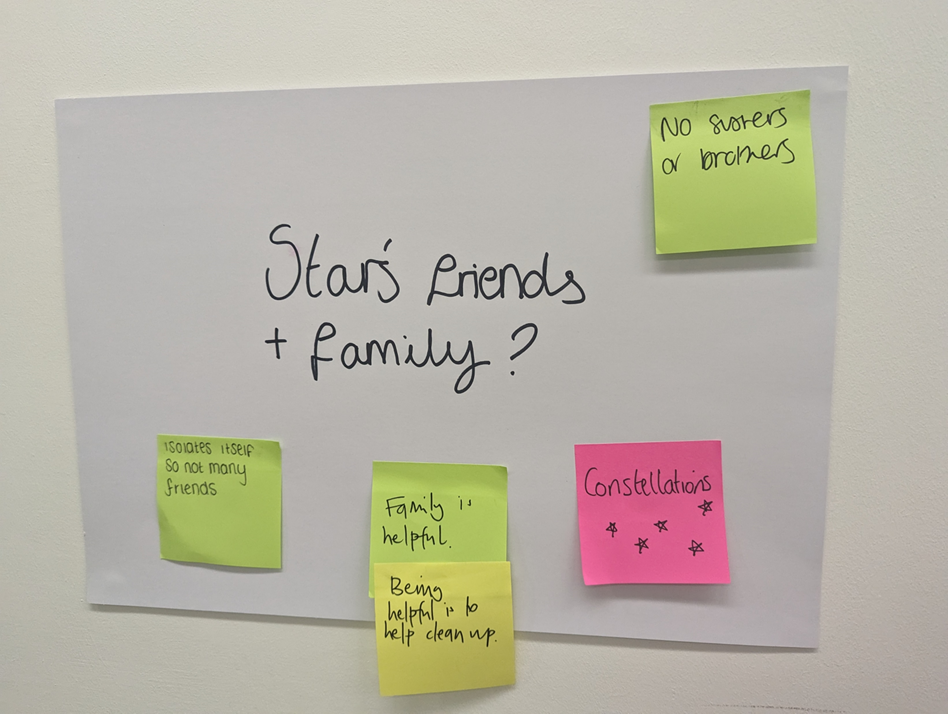 No sisters
or brothers
Star's friends
+ family?
isolates itself
so not many
friends
Family is
helpful.
Being
helpful is to
help clean up.
Constellations